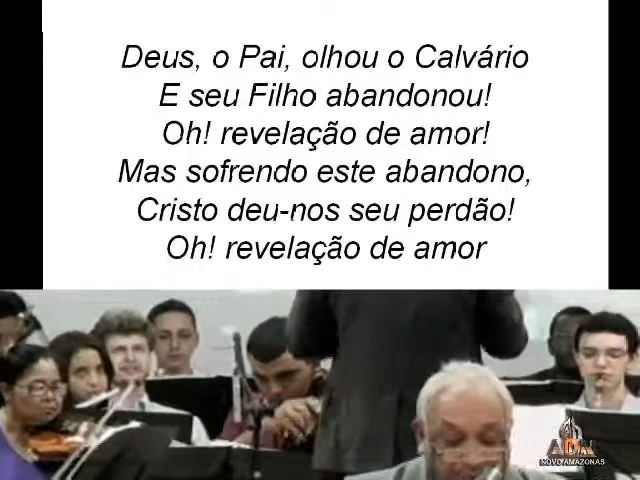 Deus, o Pai, olhou o Calvário
E seu Filho abandonou!
Oh! revelação de amor!
Mas sofrendo este abandono,
Cristo deu-nos seu perdão!
Oh! revelação de amor
NOVO AMAZONAS